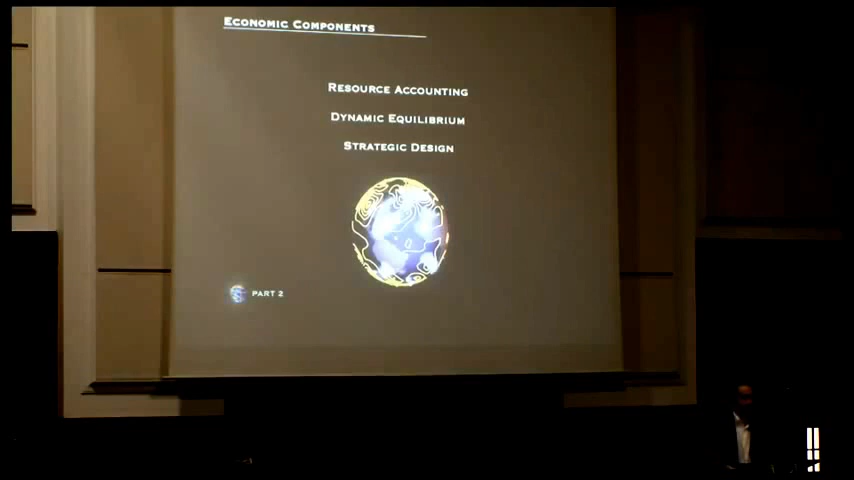 Economic Components
Resource Accounting
Dynamic Equilibrium
Strategic Design
PART 2